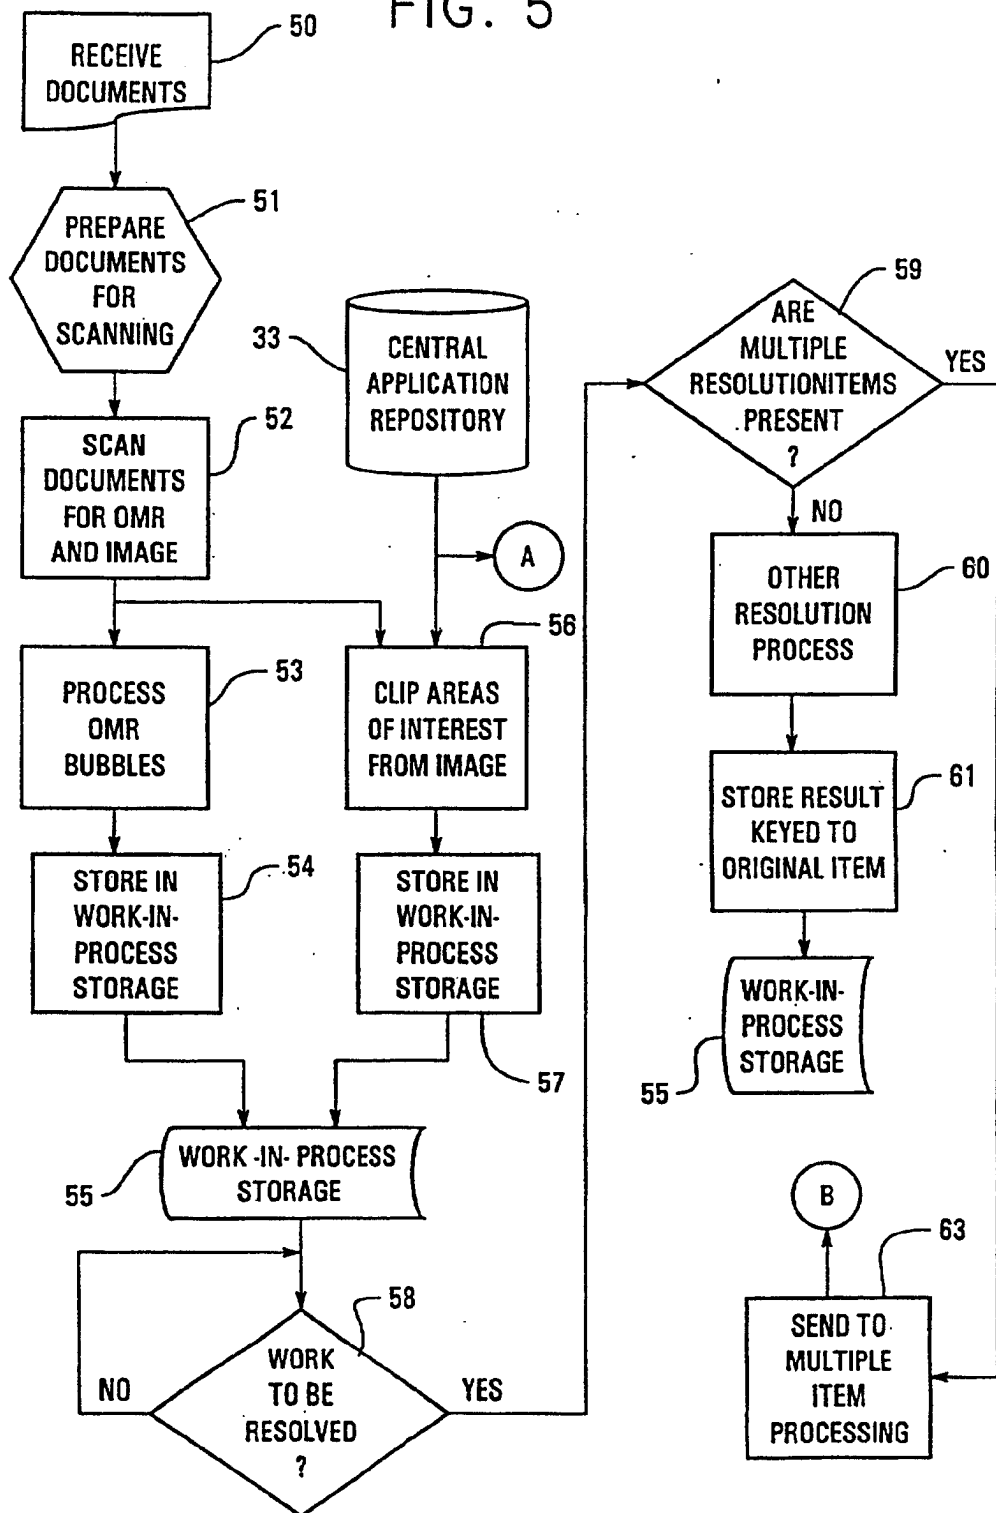 FIG. 5
50
RECEIVE
DOCUMENTS
51
PREPARE
DOCUMENTS
FOR
SCANNING
52
SCAN
DOCUMENTS
FOR OMR
AND IMAGE
33
CENTRAL
APPLICATION
REPOSITORY
A
53
PROCESS
OMR
BUBBLES
56
CLIP AREAS
OF INTEREST
FROM IMAGE
54
STORE IN
WORK-IN-
PROCESS
STORAGE
STORE IN
WORK-IN-
PROCESS
STORAGE
57
55
WORK -IN- PROCESS
STORAGE
58
WORK
TO BE
RESOLVED
?
NO
YES
59
ARE
MULTIPLE
RESOLUTIONITEMS
PRESENT
?
YES
NO
60
OTHER
RESOLUTION
PROCESS
61
STORE RESULT
KEYED TO
ORIGINAL ITEM
WORK-IN-
PROCESS
STORAGE
55
B
63
SEND TO
MULTIPLE
ITEM
PROCESSING